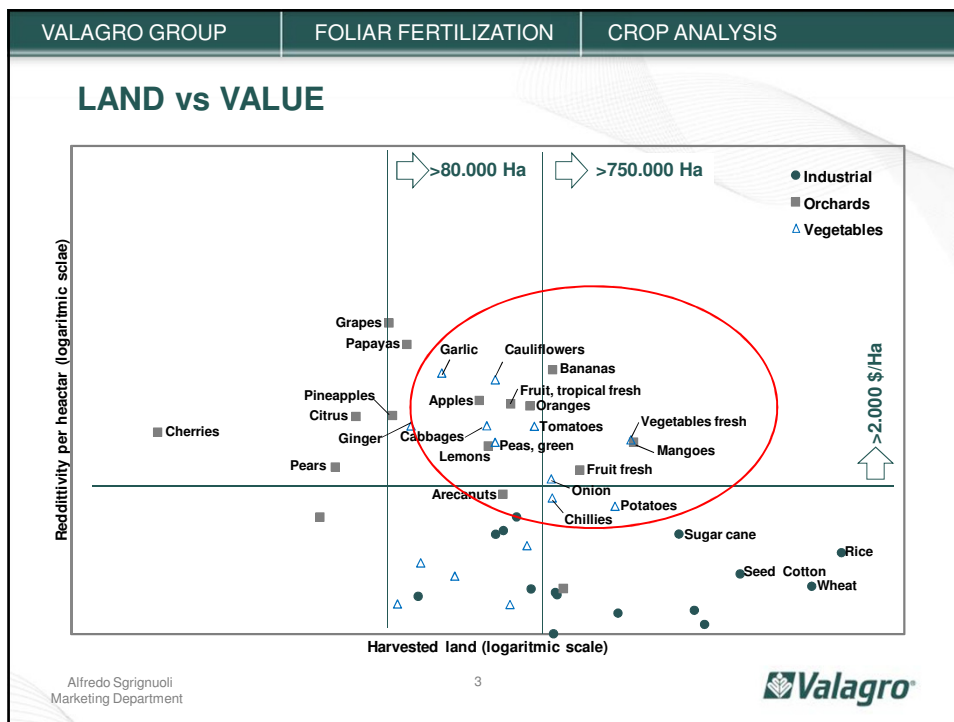 VALAGRO GROUP
FOLIAR FERTILIZATION
CROP ANALYSIS
LAND vs VALUE
>80.000 Ha
>750.000 Ha
Industrial
Orchards
Vegetables
Reddittivity per heactar (logaritmic sclae)
>2.000 $/Ha
Grapes
Papayas
Garlic
Cauliflowers
Bananas
Pineapples
Apples
Fruit, tropical fresh
Oranges
Citrus
Ginger
Cabbages
Tomatoes
Vegetables fresh
Cherries
Lemons
Peas, green
Mangoes
Pears
Fruit fresh
Arecanuts
Onion
Chillies
Potatoes
Sugar cane
Rice
Seed Cotton
Wheat
Harvested land (logaritmic scale)
Alfredo Sgrignuoli
Marketing Department
3
Valagro®